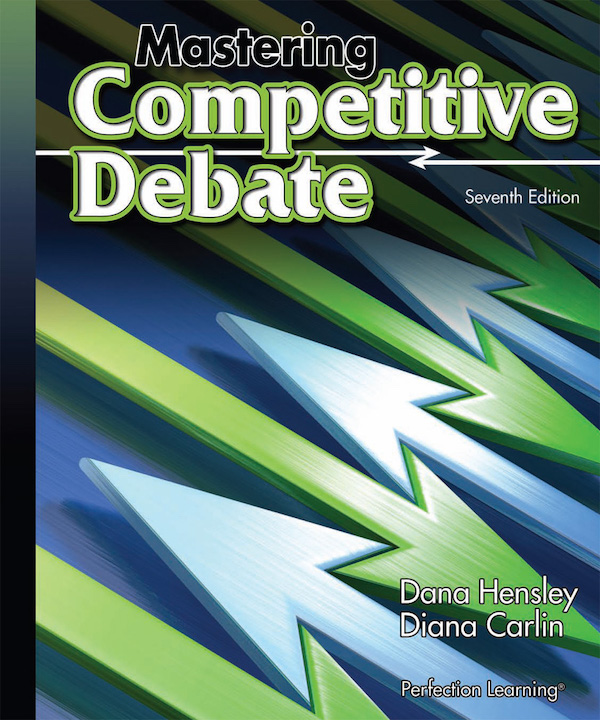 Mastering
Competitive
Debate
Seventh Edition
Dana Hensley
Diana Carlin
Perfection Learning®